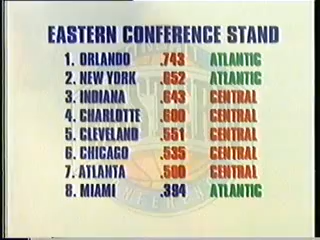 EASTERN CONFERENCE STAND
1. ORLANDO .743 ATLANTIC
2. NEW YORK .652 ATLANTIC
3. INDIANA .643 CENTRAL
4. CHARLOTTE .600 CENTRAL
5. CLEVELAND .551 CENTRAL
6. CHICAGO .535 CENTRAL
7. ATLANTA .500 CENTRAL
8. MIAMI .394 ATLANTIC